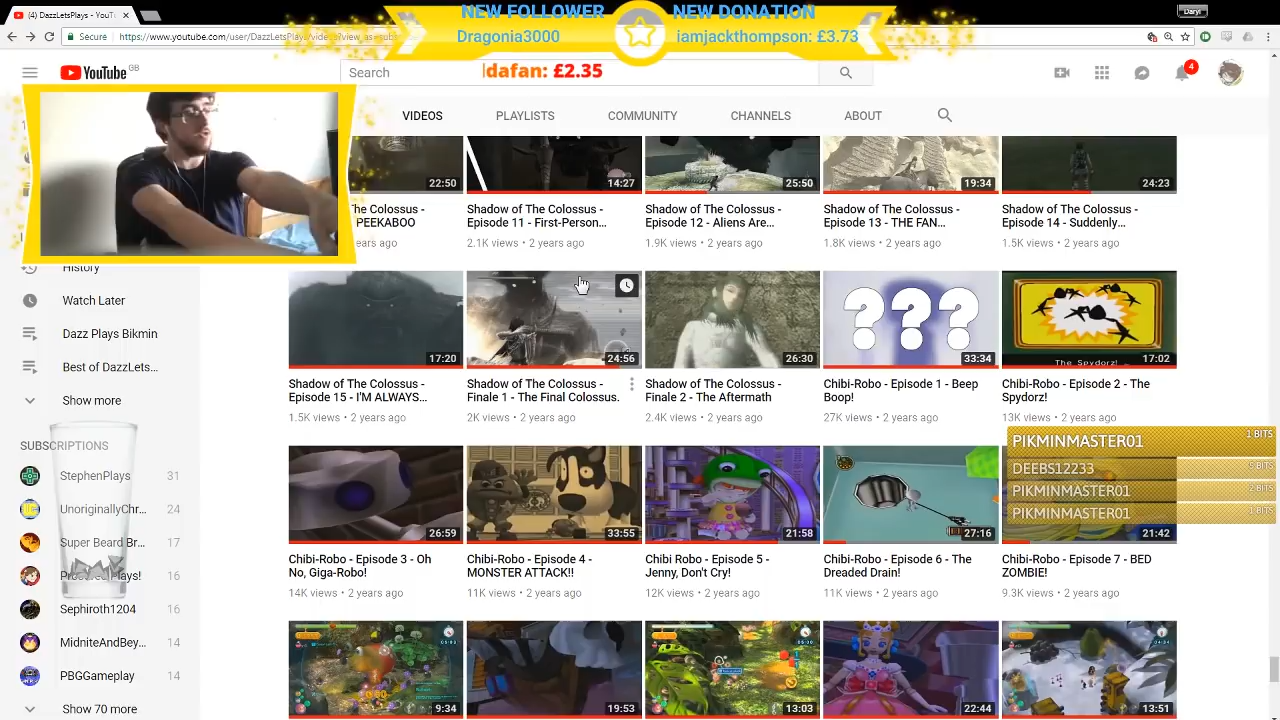 (4) DazzLetsPlays - YouT
Daryl
NEW FOLLOWER
NEW DONATION
Secure
https://www.youtube.com/user/DazzLetsPlays/videos?view_as=sub
Dragonia3000
iamjackthompson: £3.73
YouTube GB
Search
ldafan: £2.35
4
VIDEOS
PLAYLISTS
COMMUNITY
CHANNELS
ABOUT
22:50
14:27
25:50
19:34
24:23
The Colossus -
PEEKABOO
ears ago
Shadow of The Colossus -
Episode 11 - First-Person...
2.1K views • 2 years ago
Shadow of The Colossus -
Episode 12 - Aliens Are...
1.9K views • 2 years ago
Shadow of The Colossus -
Episode 13 - THE FAN...
1.8K views • 2 years ago
Shadow of The Colossus -
Episode 14 - Suddenly...
1.5K views • 2 years ago
History
Watch Later
Dazz Plays Bikmin
Best of DazzLets...
Show more
17:20
24:56
26:30
33:34
The Spydorz!
17:02
Shadow of The Colossus -
Episode 15 - I'M ALWAYS...
1.5K views • 2 years ago
Shadow of The Colossus -
Finale 1 - The Final Colossus.
2K views • 2 years ago
Shadow of The Colossus -
Finale 2 - The Aftermath
2.4K views • 2 years ago
Chibi-Robo - Episode 1 - Beep
Boop!
27K views • 2 years ago
Chibi-Robo - Episode 2 - The
Spydorz!
13K views • 2 years ago
SUBSCRIPTIONS
StephenPlays 31
UnoriginallyChr... 24
Super Beard Br... 17
Plays! 16
Sephiroth1204 16
MidniteAndBey... 14
PBGGameplay 14
Show 70 more
PIKMINMASTER01 1 BITS
DEEBS12233 5 BITS
PIKMINMASTER01 2 BITS
PIKMINMASTER01 1 BITS
26:59
33:55
21:58
27:16
21:42
Chibi-Robo - Episode 3 - Oh
No, Giga-Robo!
14K views • 2 years ago
Chibi-Robo - Episode 4 -
MONSTER ATTACK!!
11K views • 2 years ago
Chibi Robo - Episode 5 -
Jenny, Don't Cry!
12K views • 2 years ago
Chibi-Robo - Episode 6 - The
Dreaded Drain!
11K views • 2 years ago
Chibi-Robo - Episode 7 - BED
ZOMBIE!
9.3K views • 2 years ago
9:34
19:53
13:03
22:44
13:51